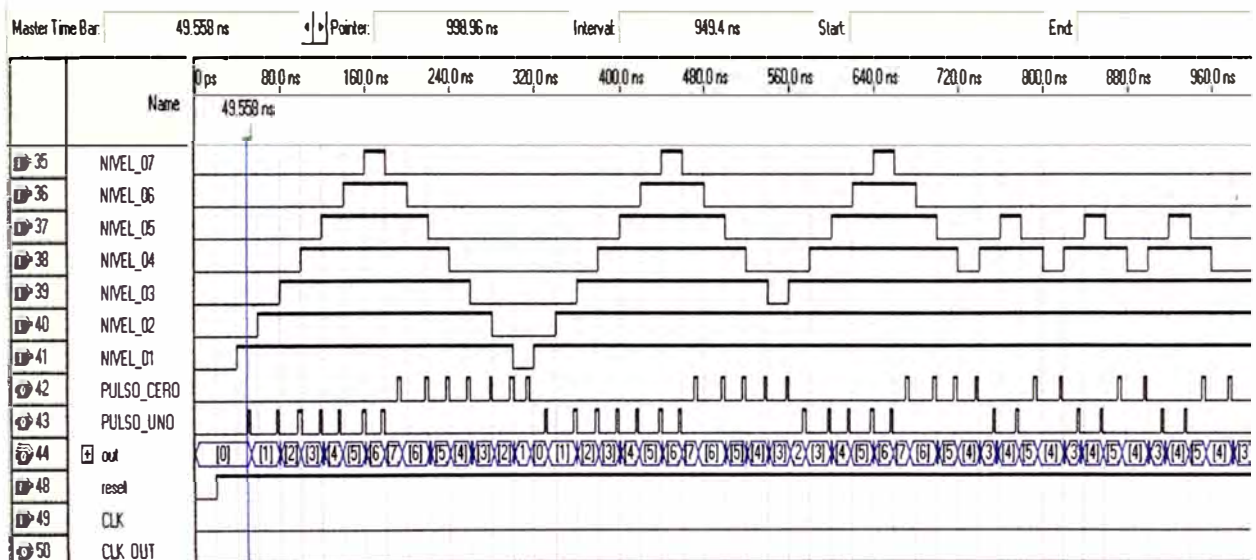 Master Time Bar: 49.558 ns Pointer: 998.96 ns Interval: 949.4 ns Start: End:
Name 0 ps 80.0 ns 160.0 ns 240.0 ns 320.0 ns 400.0 ns 480.0 ns 560.0 ns 640.0 ns 720.0 ns 800.0 ns 880.0 ns 960.0 ns
49.558 ns
35 NIVEL_07
36 NIVEL_06
37 NIVEL_05
38 NIVEL_04
39 NIVEL_03
40 NIVEL_02
41 NIVEL_01
42 PULSO_CERO
43 PULSO_UNO
44 out [0] [1] [2] [3] [4 [5] [6 7 [6] [5 [4] [3] [2] 1 [0 [1] [2] [3] [4 [5] [6 7 [6] [5] [4] [3] 2 [3] [4 [5] [6 7 [6] [5 [4] 3 [4] [5 [4] 3 [4] [5 [4] 3 [4] [5 [4] [3
48 resetl
49 CLK
50 CLK OUT